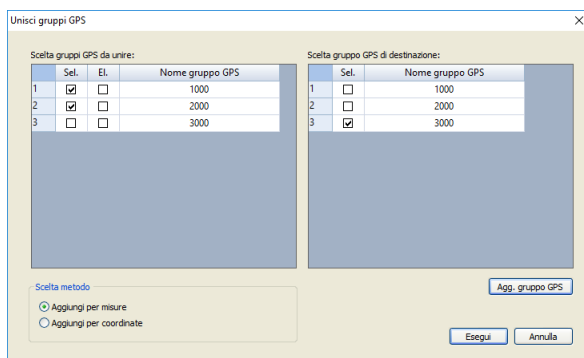 Unisci gruppi GPS
Scelta gruppi GPS da unire:
Sel. El. Nome gruppo GPS
1 1000
2 2000
3 3000
Scelta gruppo GPS di destinazione:
Sel. Nome gruppo GPS
1 1000
2 2000
3 3000
Scelta metodo
Aggiungi per misure
Aggiungi per coordinate
Agg. gruppo GPS
Esegui Annulla